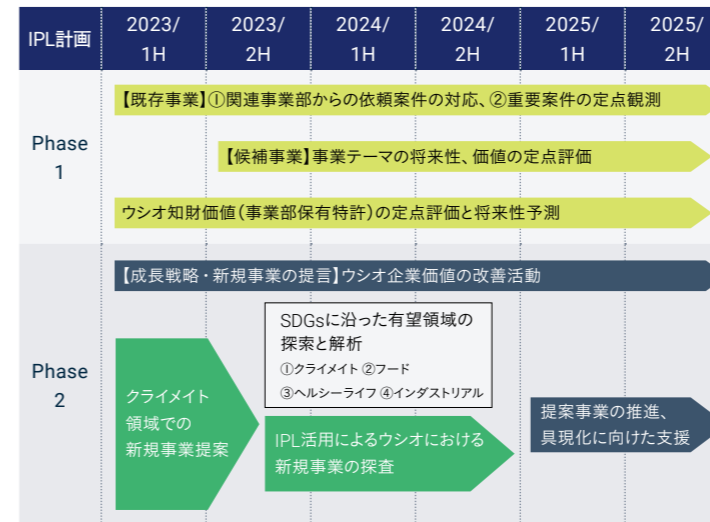 IPL計画
2023/
1H
2023/
2H
2024/
1H
2024/
2H
2025/
1H
2025/
2H
Phase
1
【既存事業】①関連事業部からの依頼案件の対応、②重要案件の定点観測
【候補事業】事業テーマの将来性、価値の定点評価
ウシオ知財価値（事業部保有特許）の定点評価と将来性予測
Phase
2
【成長戦略・新規事業の提言】ウシオ企業価値の改善活動
クライメイト
領域での
新規事業提案
SDGsに沿った有望領域の
探索と解析
①クライメイト ②フード
③ヘルシーライフ ④インダストリアル
IPL活用によるウシオにおける
新規事業の探査
提案事業の推進、
具現化に向けた支援